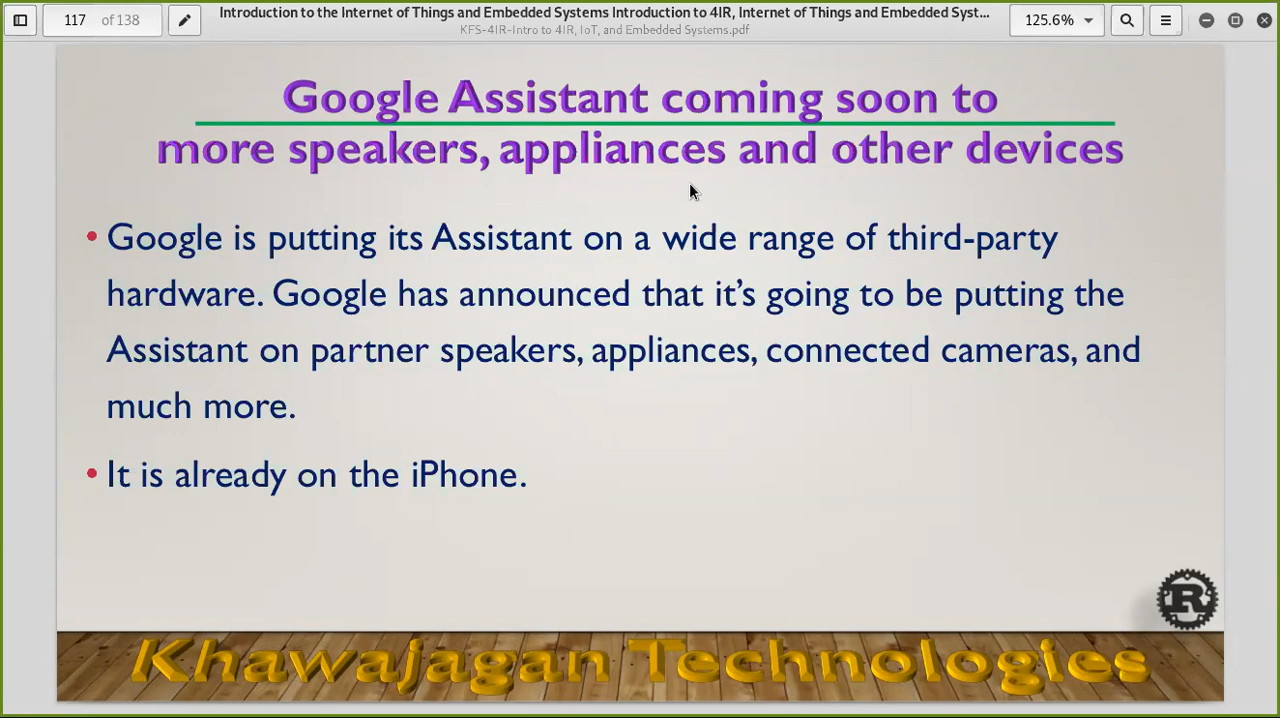 117 of 138
Introduction to the Internet of Things and Embedded Systems Introduction to 4IR, Internet of Things and Embedded Syst...
KFS-4IR-Intro to 4IR, IoT, and Embedded Systems.pdf
125.6%
Google Assistant coming soon to
more speakers, appliances and other devices
• Google is putting its Assistant on a wide range of third-party
hardware. Google has announced that it’s going to be putting the
Assistant on partner speakers, appliances, connected cameras, and
much more.
• It is already on the iPhone.
R
Khawajagan Technologies